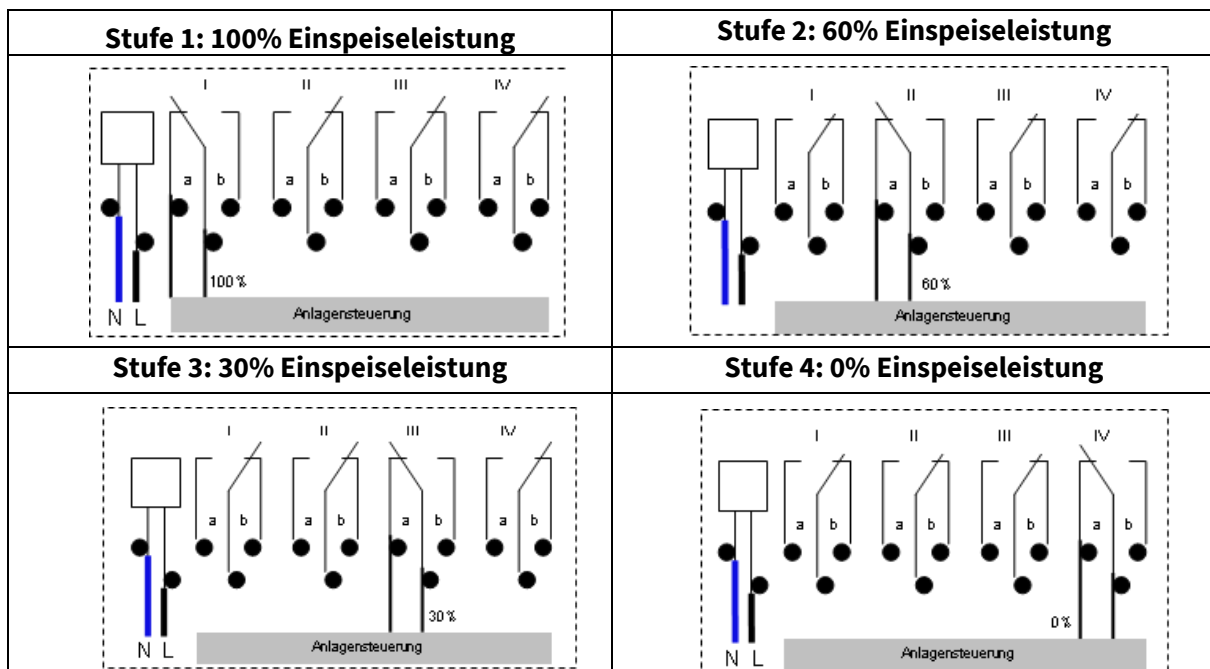 Stufe 1: 100% Einspeiseleistung
I II III IV
a b a b a b a b
100 %
N L
Anlagensteuerung
Stufe 2: 60% Einspeiseleistung
I II III IV
a b a b a b a b
60 %
Anlagensteuerung
Stufe 3: 30% Einspeiseleistung
I II III IV
a b a b a b a b
30 %
N L
Anlagensteuerung
Stufe 4: 0% Einspeiseleistung
I II III IV
a b a b a b a b
0 %
N L
Anlagensteuerung